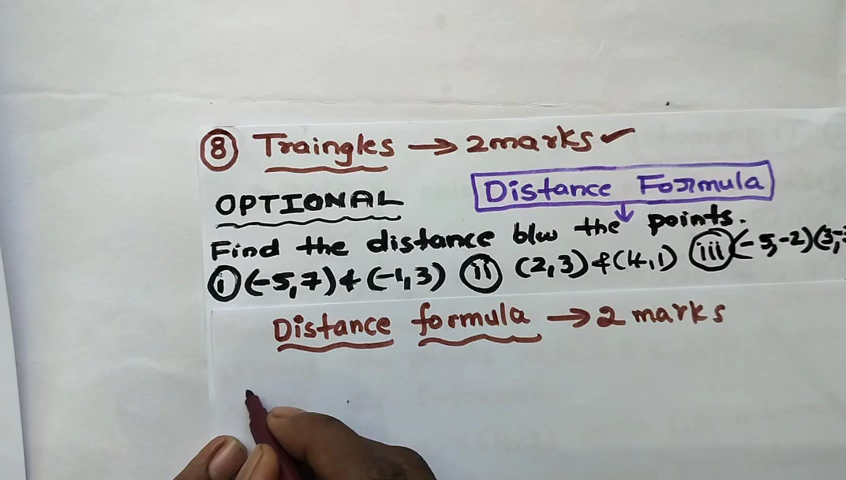 ⑧ Traingles → 2marks ✓
OPTIONAL Distance Formula
Find the distance b/w the points.
ⅰ (-5,7) & (-1,3) ⅱ (2,3) & (4,1) ⅲ (-5,-2) (3,-
Distance formula → 2 marks